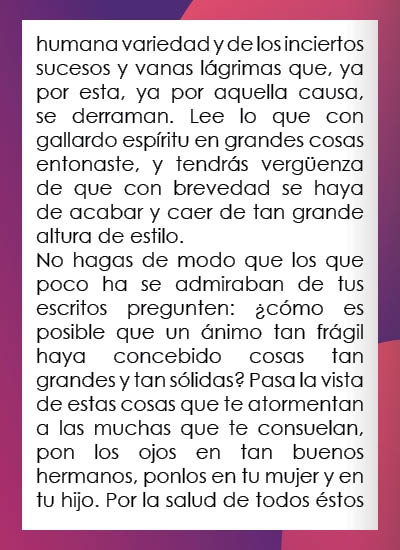 humana variedad y de los inciertos
sucesos y vanas lágrimas que, ya
por esta, ya por aquella causa,
se derraman. Lee lo que con
gallardo espíritu en grandes cosas
entonaste, y tendrás vergüenza
de que con brevedad se haya
de acabar y caer de tan grande
altura de estilo.
No hagas de modo que los que
poco ha se admiraban de tus
escritos pregunten: ¿cómo es
posible que un ánimo tan frágil
haya concebido cosas tan
grandes y tan sólidas? Pasa la vista
de estas cosas que te atormentan
a las muchas que te consuelan,
pon los ojos en tan buenos
hermanos, ponlos en tu mujer y en
tu hijo. Por la salud de todos éstos